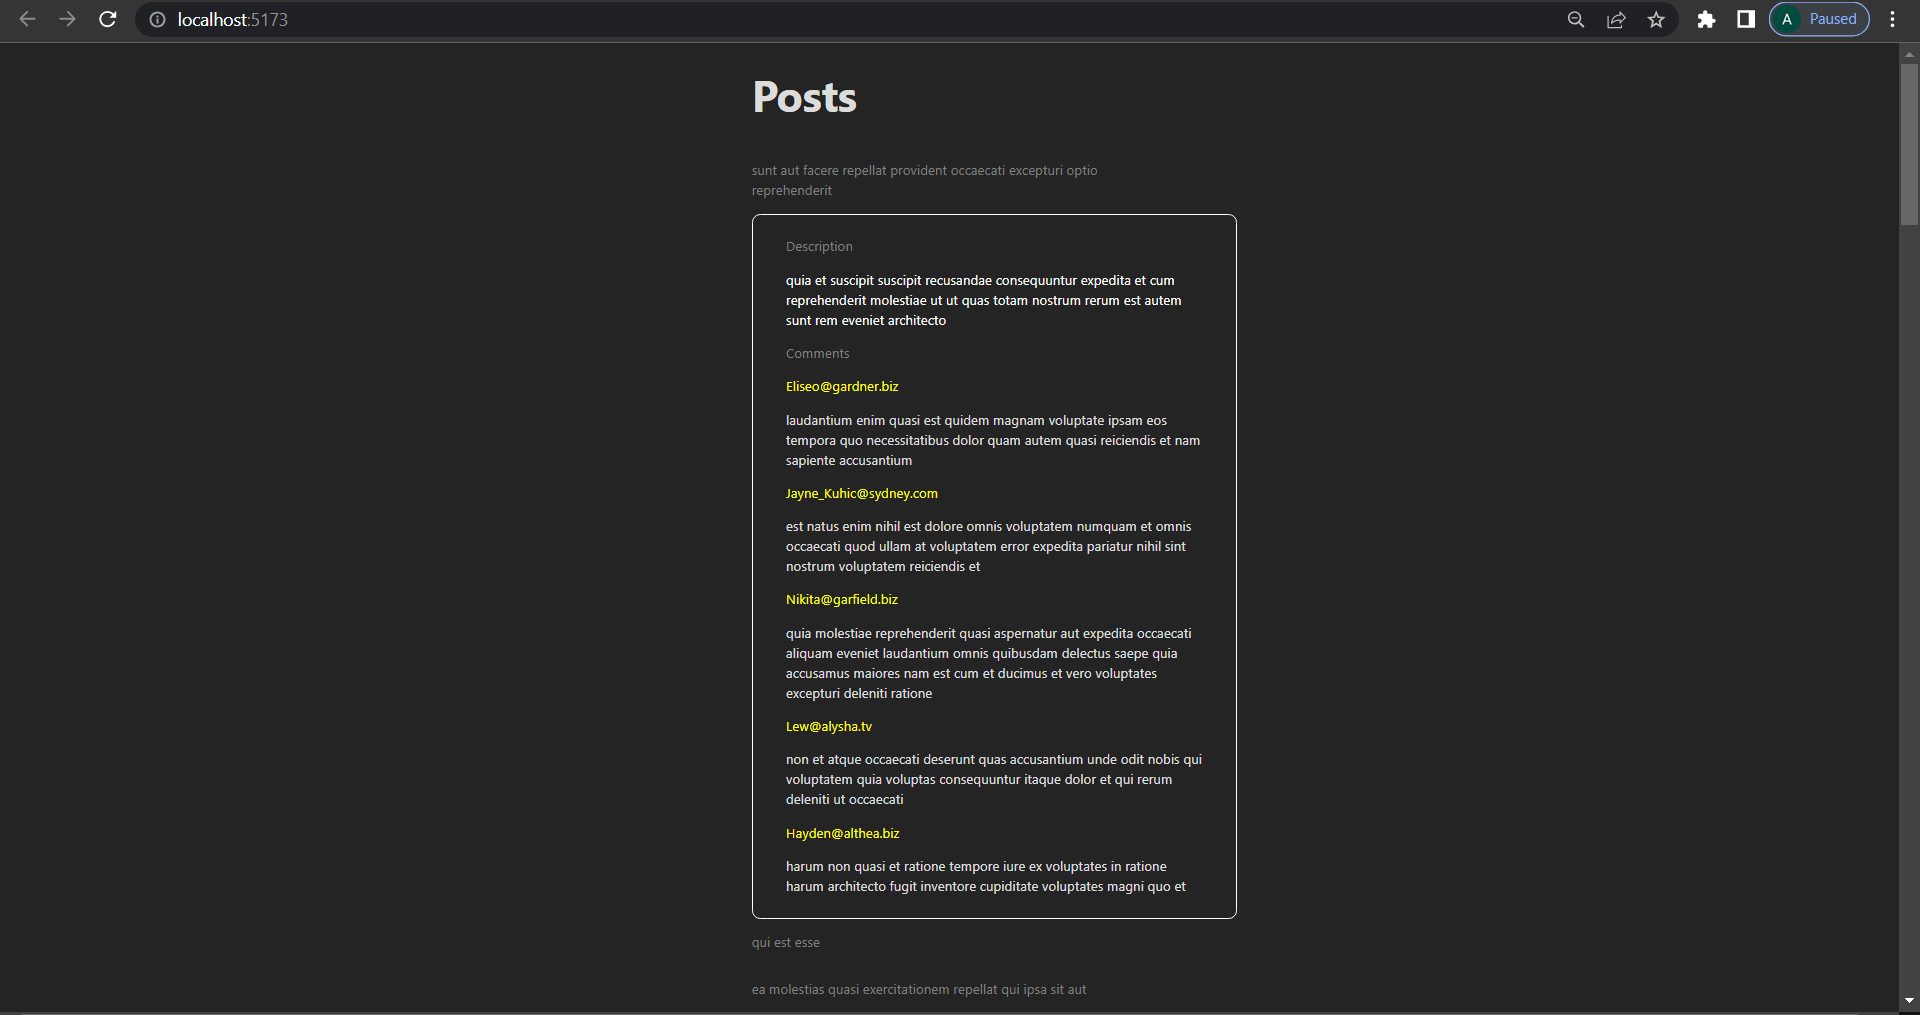 localhost:5173
A Paused
Posts
sunt aut facere repellat provident occaecati excepturi optio
reprehenderit
Description
quia et suscipit suscipit recusandae consequuntur expedita et cum
reprehenderit molestiae ut ut quas totam nostrum rerum est autem
sunt rem eveniet architecto
Comments
Eliseo@gardner.biz
laudantium enim quasi est quidem magnam voluptate ipsam eos
tempora quo necessitatibus dolor quam autem quasi reiciendis et nam
sapiente accusantium
Jayne_Kuhic@sydney.com
est natus enim nihil est dolore omnis voluptatem numquam et omnis
occaecati quod ullam at voluptatem error expedita pariatur nihil sint
nostrum voluptatem reiciendis et
Nikita@garfield.biz
quia molestiae reprehenderit quasi aspernatur aut expedita occaecati
aliquam eveniet laudantium omnis quibusdam delectus saepe quia
accusamus maiores nam est cum et ducimus et vero voluptates
excepturi deleniti ratione
Lew@alysha.tv
non et atque occaecati deserunt quas accusantium unde odit nobis qui
voluptatem quia voluptas consequuntur itaque dolor et qui rerum
deleniti ut occaecati
Hayden@althea.biz
harum non quasi et ratione tempore iure ex voluptates in ratione
harum architecto fugit inventore cupiditate voluptates magni quo et
qui est esse
ea molestias quasi exercitationem repellat qui ipsa sit aut